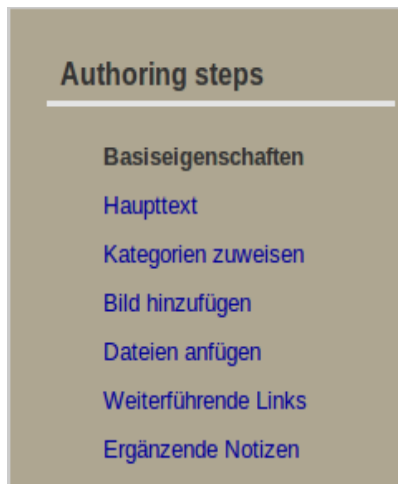 Authoring steps
Basiseigenschaften
Haupttext
Kategorien zuweisen
Bild hinzufügen
Dateien anfügen
Weiterführende Links
Ergänzende Notizen